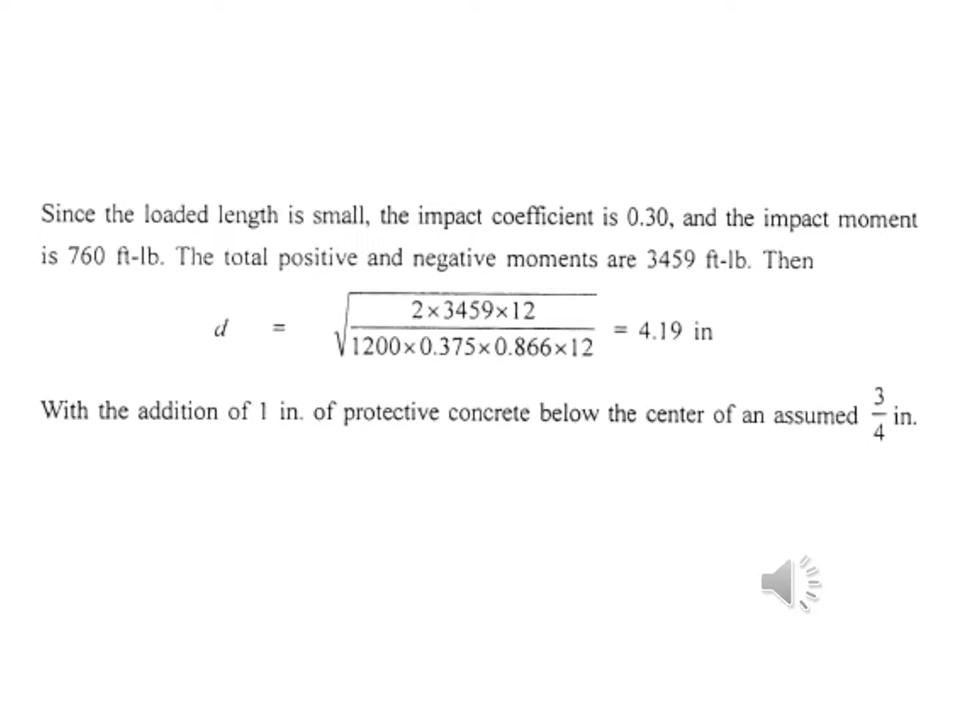 Since the loaded length is small, the impact coefficient is 0.30, and the impact moment
is 760 ft-lb. The total positive and negative moments are 3459 ft-lb. Then
d = √(2×3459×12 / 1200×0.375×0.866×12) = 4.19 in
With the addition of 1 in. of protective concrete below the center of an assumed 3/4 in.